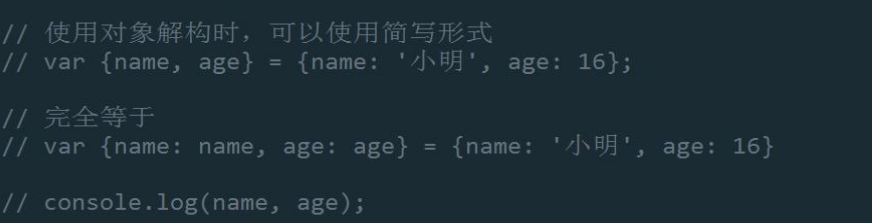 // 使用对象解构时，可以使用简写形式
// var {name, age} = {name: '小明', age: 16};
// 完全等于
// var {name: name, age: age} = {name: '小明', age: 16}
// console.log(name, age);